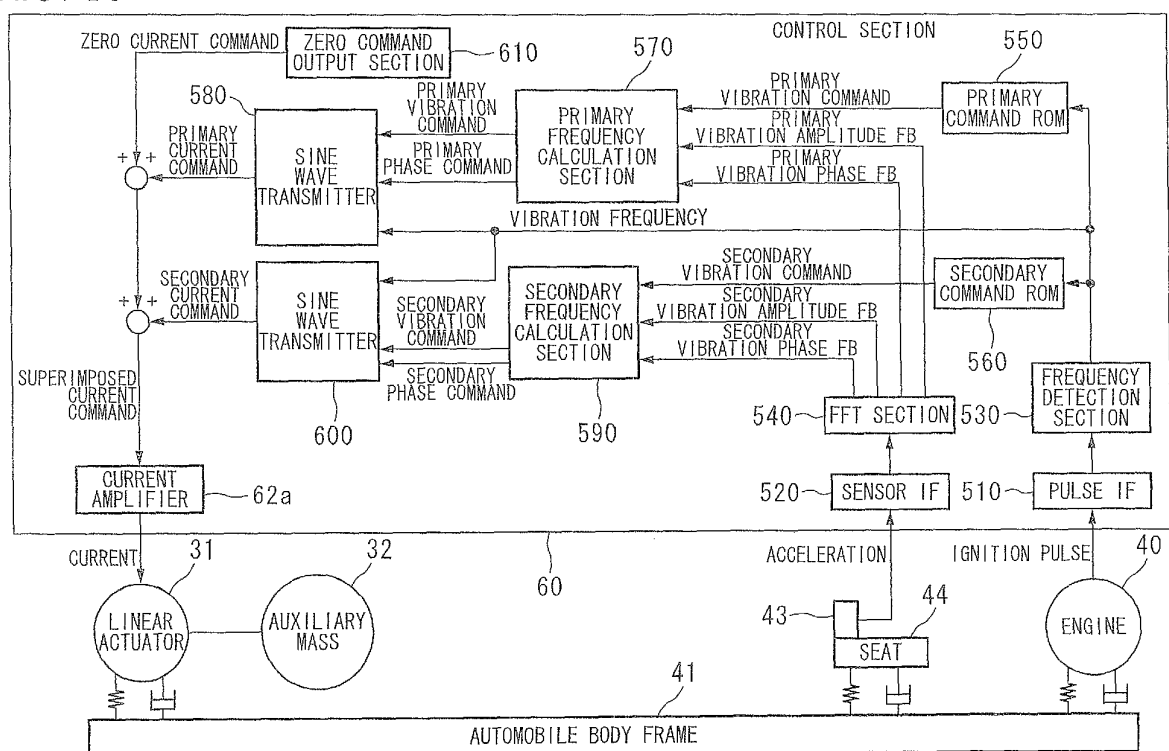 CONTROL SECTION
ZERO CURRENT COMMAND
ZERO COMMAND
OUTPUT SECTION
610
580
570
550
PRIMARY
VIBRATION
COMMAND
PRIMARY
PHASE COMMAND
PRIMARY
CURRENT
COMMAND
+ +
SINE
WAVE
TRANSMITTER
PRIMARY
FREQUENCY
CALCULATION
SECTION
PRIMARY
VIBRATION COMMAND
PRIMARY
VIBRATION AMPLITUDE FB
PRIMARY
VIBRATION PHASE FB
PRIMARY
COMMAND ROM
VIBRATION FREQUENCY
SECONDARY
CURRENT
COMMAND
+ +
SINE
WAVE
TRANSMITTER
SECONDARY
VIBRATION
COMMAND
SECONDARY
PHASE COMMAND
SECONDARY
FREQUENCY
CALCULATION
SECTION
SECONDARY
VIBRATION COMMAND
SECONDARY
VIBRATION AMPLITUDE FB
SECONDARY
VIBRATION PHASE FB
SECONDARY
COMMAND ROM
560
SUPERIMPOSED
CURRENT
COMMAND
600
590
540
FFT SECTION
530
FREQUENCY
DETECTION
SECTION
CURRENT
AMPLIFIER
62a
520
SENSOR IF
510
PULSE IF
CURRENT
31
32
60
ACCELERATION
IGNITION PULSE
40
LINEAR
ACTUATOR
AUXILIARY
MASS
43
44
SEAT
ENGINE
41
AUTOMOBILE BODY FRAME